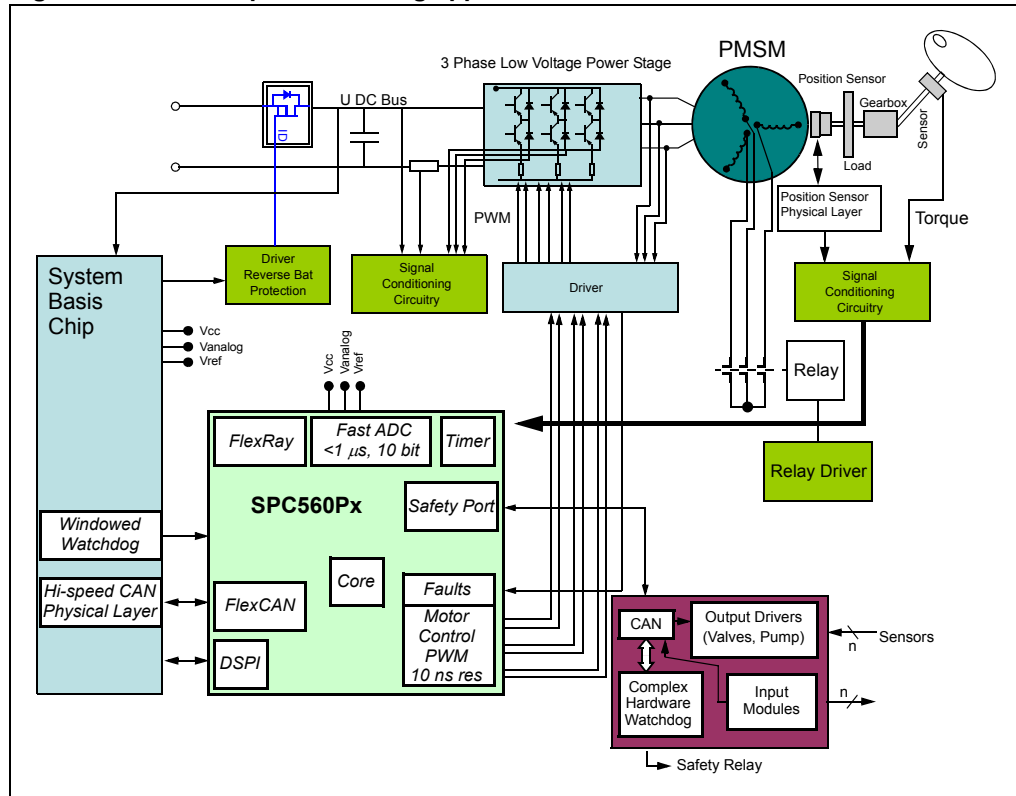 PMSM
3 Phase Low Voltage Power Stage
Position Sensor
Gearbox
Sensor
U DC Bus
ID
Load
Position Sensor
Physical Layer
Torque
PWM
System
Basis
Chip
Driver
Reverse Bat
Protection
Signal
Conditioning
Circuitry
Driver
Signal
Conditioning
Circuitry
Vcc
Vanalog
Vref
Vcc
Vanalog
Vref
Relay
Relay Driver
FlexRay
Fast ADC
<1 µs, 10 bit
Timer
SPC560Px
Safety Port
Windowed
Watchdog
Core
Hi-speed CAN
Physical Layer
FlexCAN
Faults
Motor
Control
PWM
10 ns res
DSPI
CAN
Output Drivers
(Valves, Pump)
Sensors
n
Complex
Hardware
Watchdog
Input
Modules
n
Safety Relay